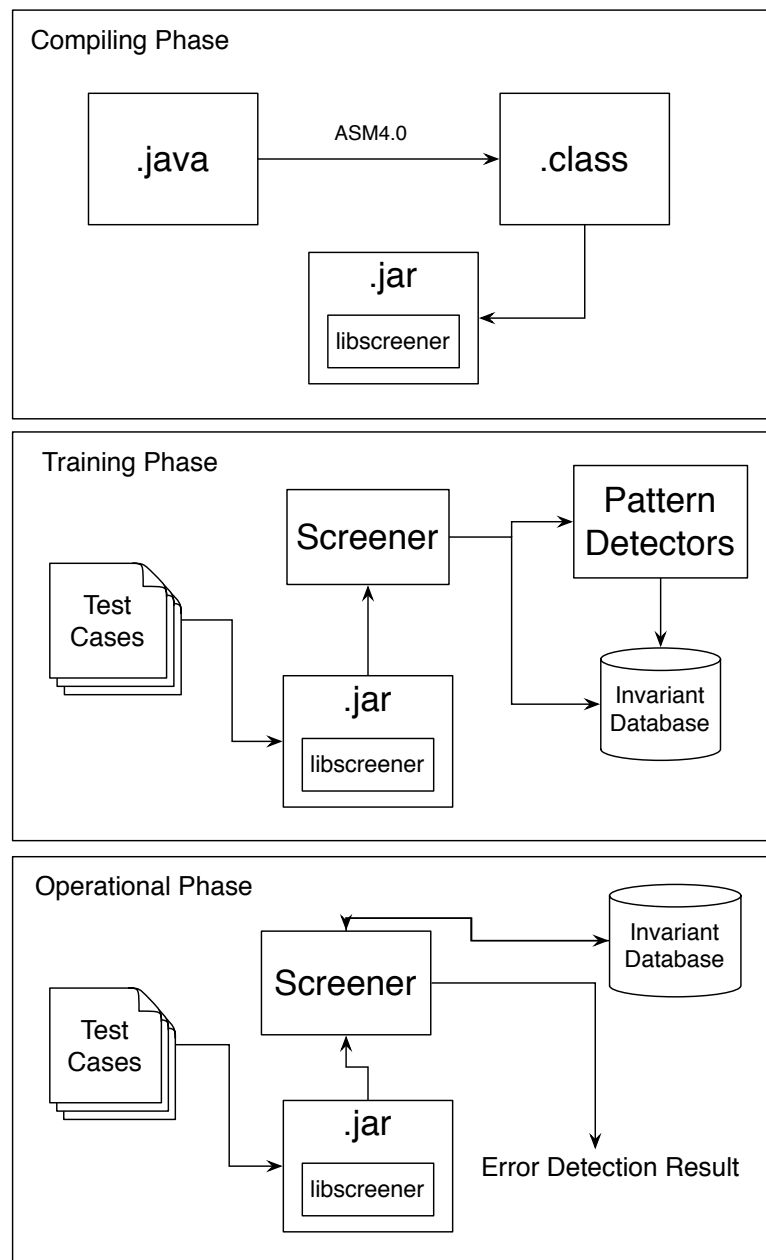 Compiling Phase
.java
ASM4.0
.class
.jar
libscreener
Training Phase
Screener
Pattern
Detectors
Test
Cases
.jar
libscreener
Invariant
Database
Operational Phase
Screener
Invariant
Database
Test
Cases
.jar
libscreener
Error Detection Result